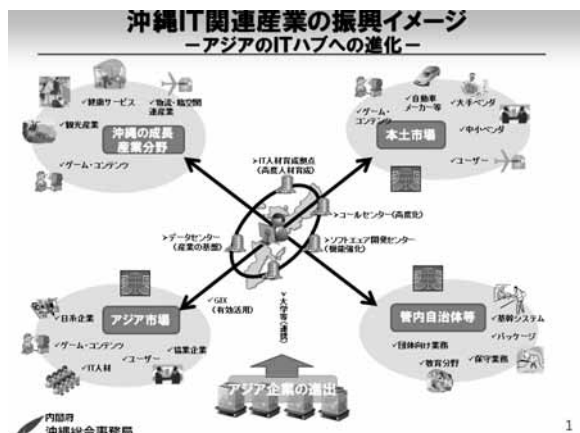 沖縄IT関連産業の振興イメージ
－アジアのITハブへの進化－
✓健康サービス
✓物流・臨空関
連産業
✓観光産業
沖縄の成長
産業分野
✓ゲーム・コンテンツ
✓ゲーム・
コンテンツ
✓自動車
メーカー等
✓大手ベンダ
本土市場
✓中小ベンダ
✓ユーザー
➢IT人材育成拠点
(高度人材育成)
➢コールセンター(高度化)
➢データセンター
(産業の基盤)
➢ソフトウェア開発センター
(機能強化)
✓GIX
(有効活用)
➢大学等(連携)
✓日系企業
アジア市場
✓ゲーム・コンテンツ
✓ユーザー
✓協業企業
✓IT人材
管内自治体等
✓基幹システム
✓パッケージ
✓団体向け業務
✓教育分野
✓保守業務
アジア企業の進出
内閣府
沖縄総合事務局
1